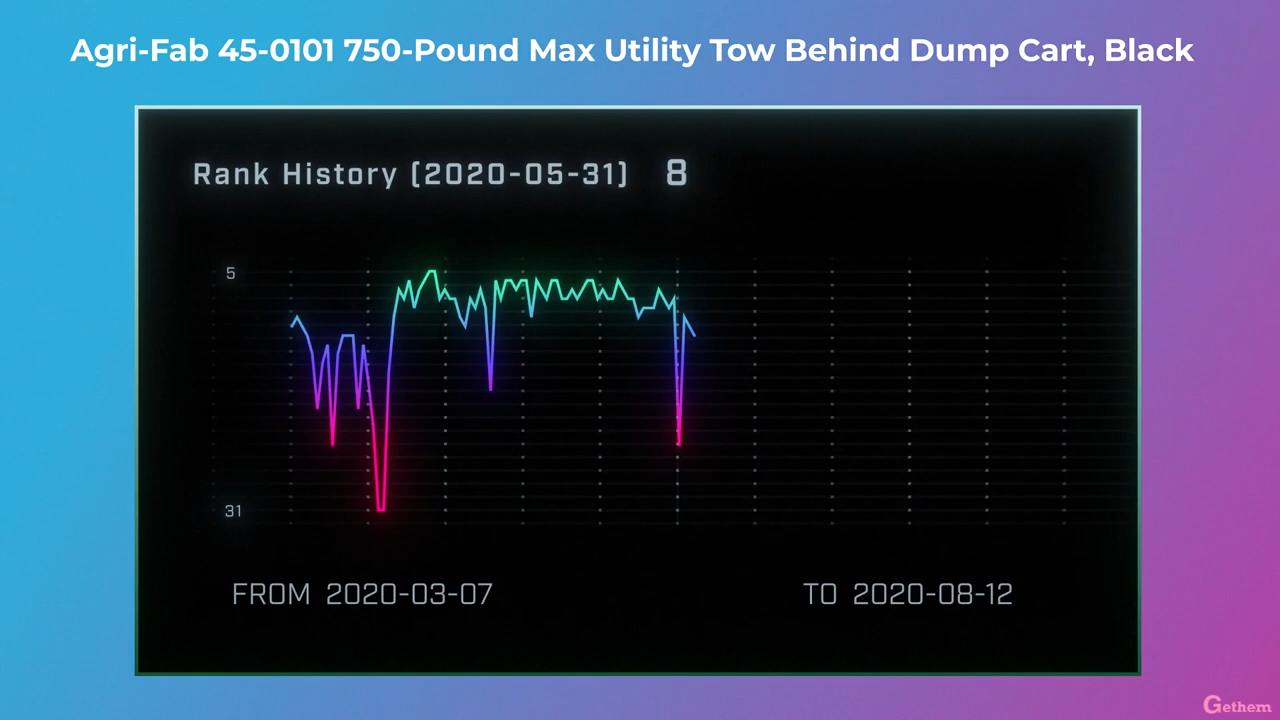 Agri-Fab 45-0101 750-Pound Max Utility Tow Behind Dump Cart, Black
Rank History [2020-05-31] 8
5
31
FROM 2020-03-07
TO 2020-08-12
Gethem